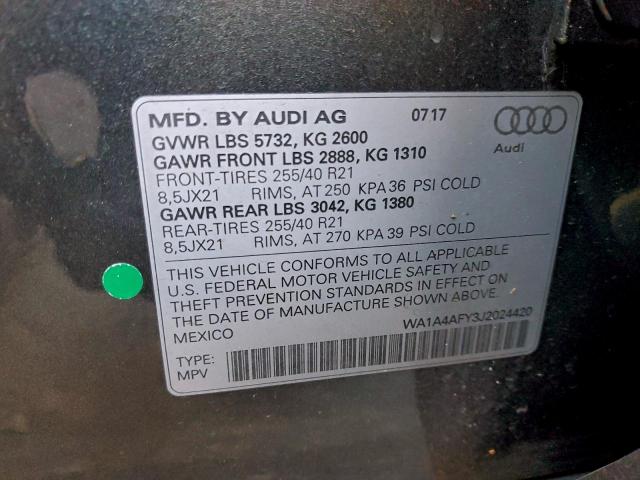 MFD. BY AUDI AG 07/17
GVWR LBS 5732, KG 2600
GAWR FRONT LBS 2888, KG 1310
FRONT-TIRES 255/40 R21
8,5JX21 RIMS, AT 250 KPA 36 PSI COLD
GAWR REAR LBS 3042, KG 1380
REAR-TIRES 255/40 R21
8,5JX21 RIMS, AT 270 KPA 39 PSI COLD
Audi
THIS VEHICLE CONFORMS TO ALL APPLICABLE
U.S. FEDERAL MOTOR VEHICLE SAFETY AND
THEFT PREVENTION STANDARDS IN EFFECT ON
THE DATE OF MANUFACTURE SHOWN ABOVE.
MEXICO
WA1A4AFY3J2024420
TYPE:
MPV